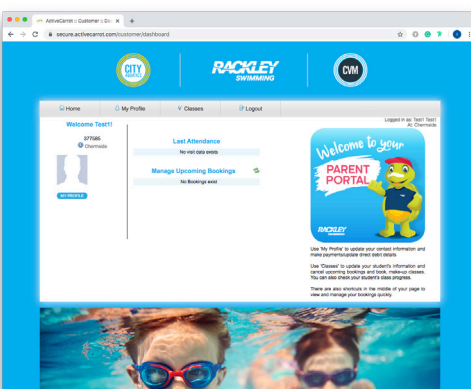 ActiveCarrot :: Customer :: Da
secure.activecarrot.com/customer/dashboard
CITY
AQUATICS
RACKLEY
SWIMMING
CVM
Home
My Profile
Classes
Logout
Logged in as: Test1 Test1
At: Chermside
Welcome Test1!
377585
Chermside
MY PROFILE
Last Attendance
No visit data exists
Manage Upcoming Bookings
No Bookings exist
Welcome to your
PARENT
PORTAL
RACKLEY
SWIMMING
Use 'My Profile' to update your contact information and
make payments/update direct debit details.
Use 'Classes' to update your student's information and
cancel upcoming bookings and book, make-up classes.
You can also check your student's class progress.
There are also shortcuts in the middle of your page to
view and manage your bookings quickly.